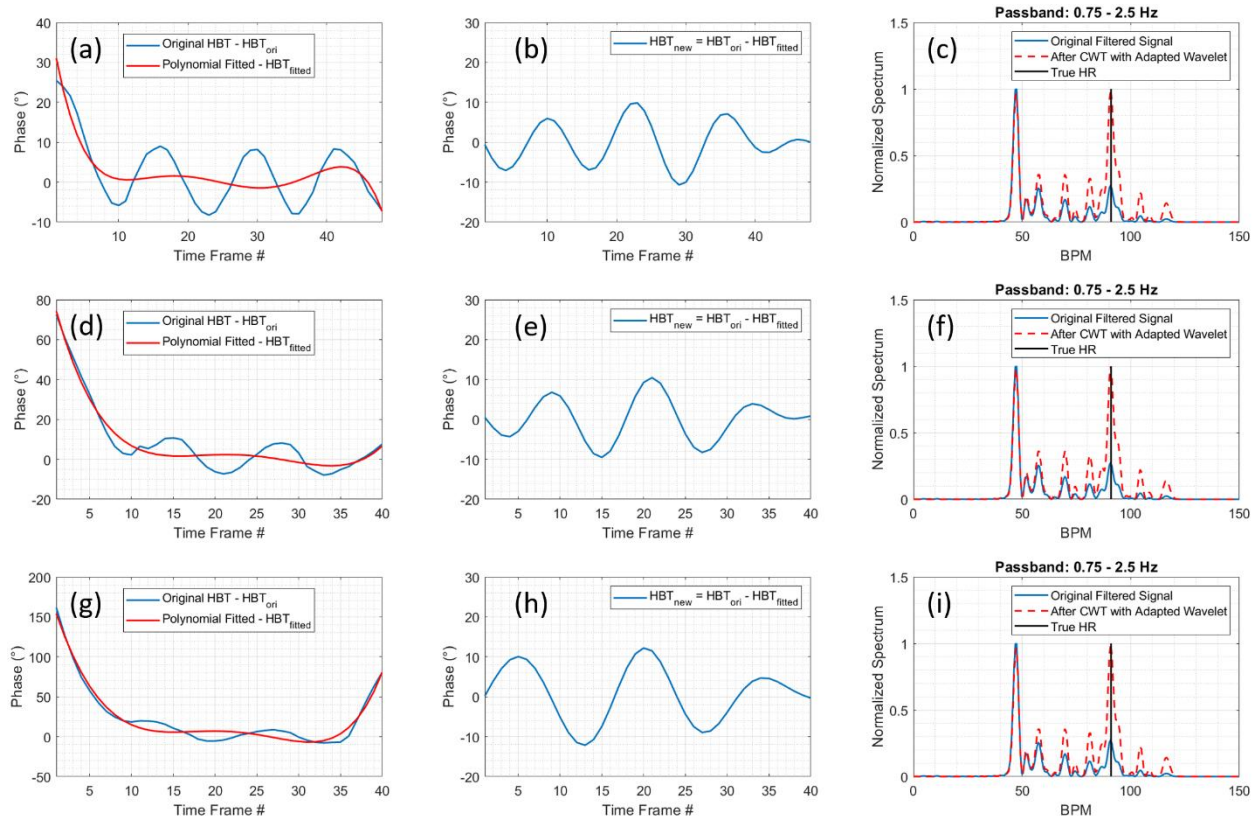 (a)
Original HBT - HBT_ori
Polynomial Fitted - HBT_fitted
Phase (°)
40
30
20
10
0
-10
10
20
30
40
Time Frame #
(b)
HBT_new = HBT_ori - HBT_fitted
Phase (°)
30
20
10
0
-10
-20
10
20
30
40
Time Frame #
Passband: 0.75 - 2.5 Hz
(c)
Original Filtered Signal
After CWT with Adapted Wavelet
True HR
Normalized Spectrum
1.5
1
0.5
0
0
50
100
150
BPM
(d)
Original HBT - HBT_ori
Polynomial Fitted - HBT_fitted
Phase (°)
80
60
40
20
0
-20
5
10
15
20
25
30
35
40
Time Frame #
(e)
HBT_new = HBT_ori - HBT_fitted
Phase (°)
30
20
10
0
-10
-20
5
10
15
20
25
30
35
40
Time Frame #
Passband: 0.75 - 2.5 Hz
(f)
Original Filtered Signal
After CWT with Adapted Wavelet
True HR
Normalized Spectrum
1.5
1
0.5
0
0
50
100
150
BPM
(g)
Original HBT - HBT_ori
Polynomial Fitted - HBT_fitted
Phase (°)
200
150
100
50
0
-50
5
10
15
20
25
30
35
40
Time Frame #
(h)
HBT_new = HBT_ori - HBT_fitted
Phase (°)
30
20
10
0
-10
-20
5
10
15
20
25
30
35
40
Time Frame #
Passband: 0.75 - 2.5 Hz
(i)
Original Filtered Signal
After CWT with Adapted Wavelet
True HR
Normalized Spectrum
1.5
1
0.5
0
0
50
100
150
BPM